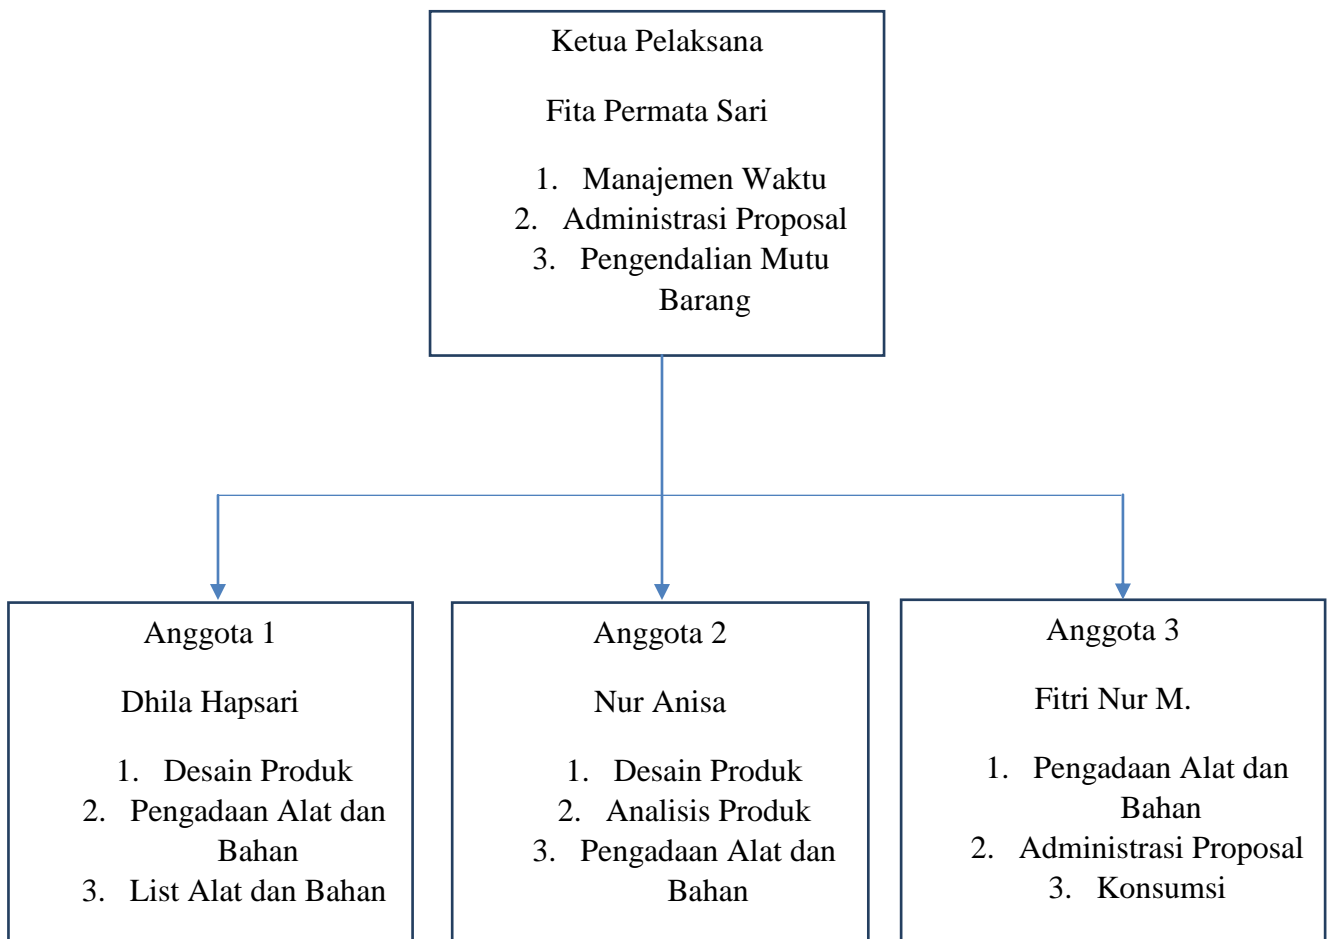 Ketua Pelaksana
Fita Permata Sari
1. Manajemen Waktu
2. Administrasi Proposal
3. Pengendalian Mutu
Barang
Anggota 1
Dhila Hapsari
1. Desain Produk
2. Pengadaan Alat dan
Bahan
3. List Alat dan Bahan
Anggota 2
Nur Anisa
1. Desain Produk
2. Analisis Produk
3. Pengadaan Alat dan
Bahan
Anggota 3
Fitri Nur M.
1. Pengadaan Alat dan
Bahan
2. Administrasi Proposal
3. Konsumsi